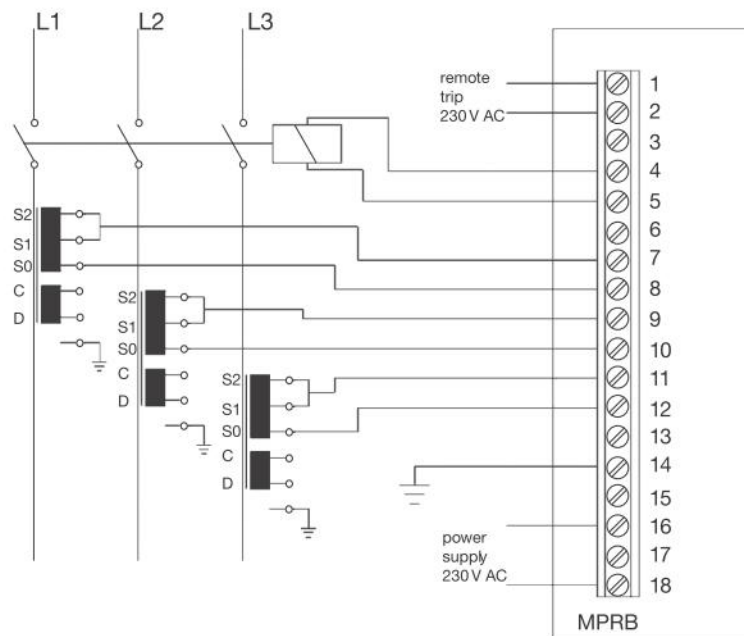 L1 L2 L3
remote
trip
230 V AC
1
2
3
4
5
6
7
8
9
10
11
12
13
14
15
16
17
18
S2
S1
S0
C
D
S2
S1
S0
C
D
S2
S1
S0
C
D
power
supply
230 V AC
MPRB